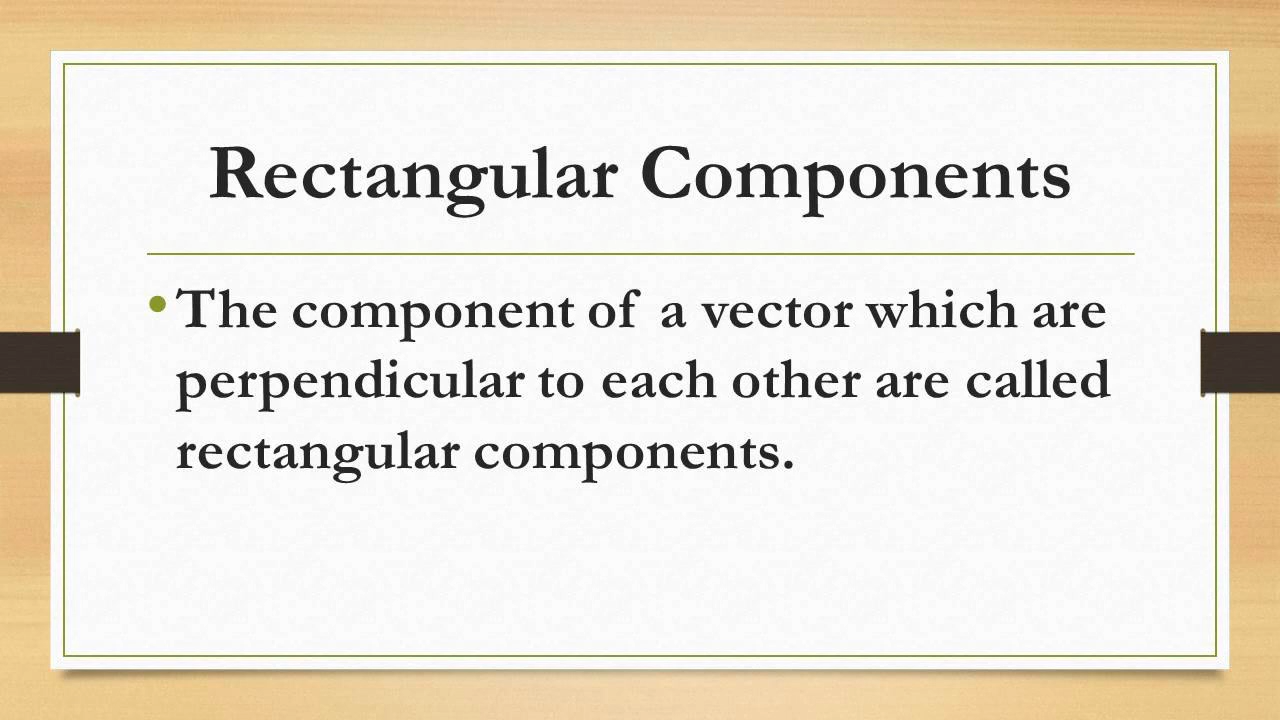 Rectangular Components
• The component of a vector which are
perpendicular to each other are called
rectangular components.